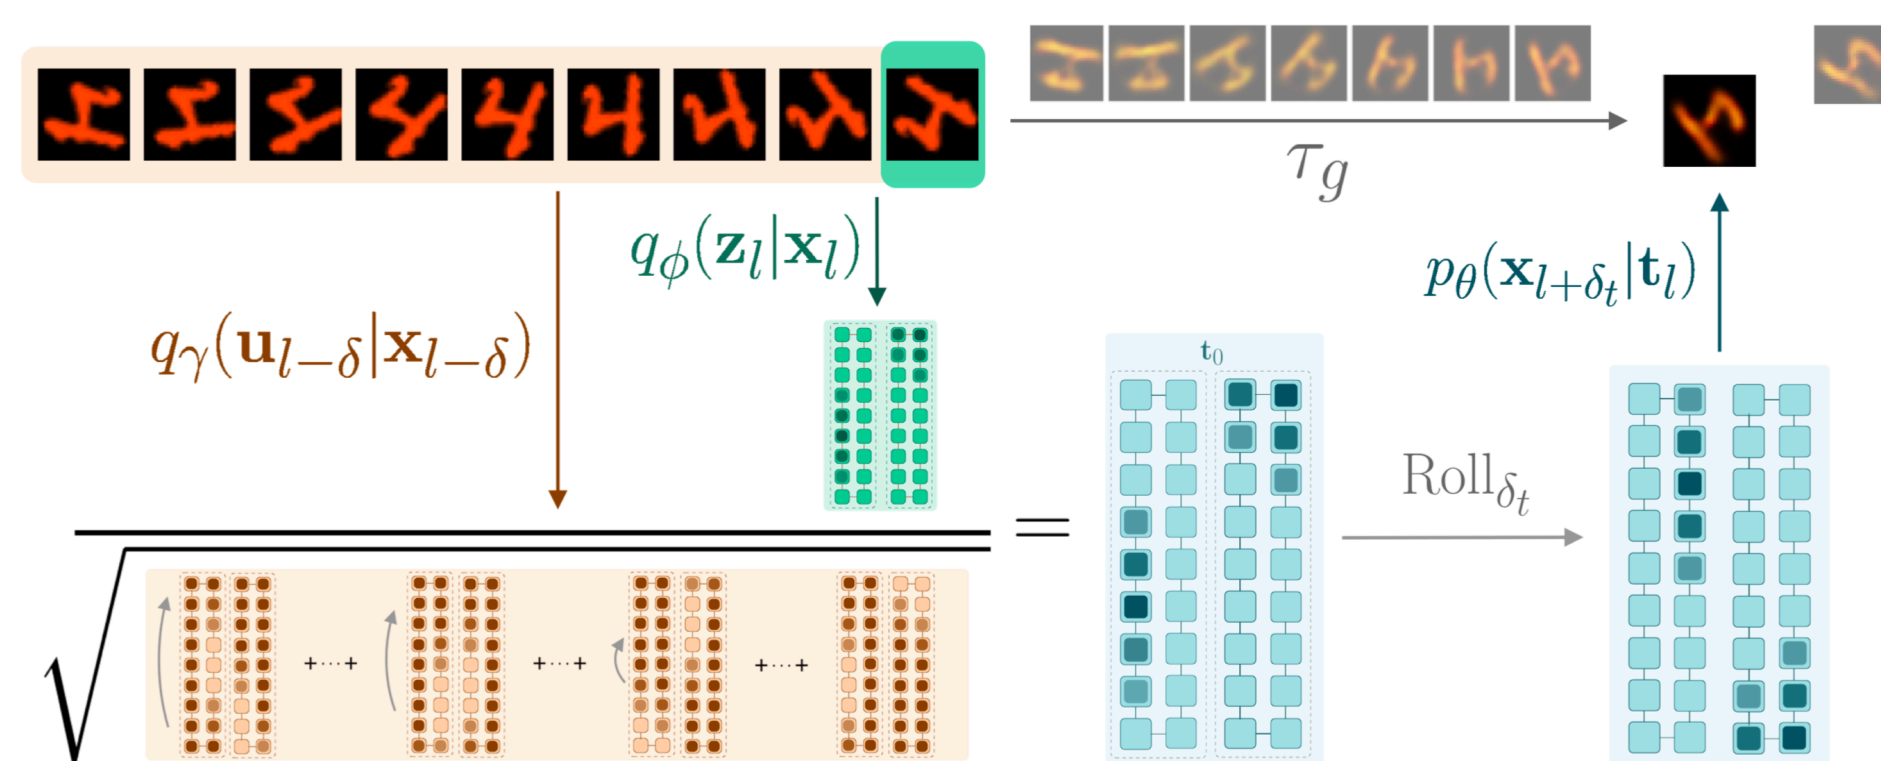 τ_g
q_ϕ(z_l|x_l)
p_θ(x_{l+δ_t}|t_l)
q_γ(u_{l−δ}|x_{l−δ})
t_0
=
Roll_{δ_t}
+···+ +···+ +···+